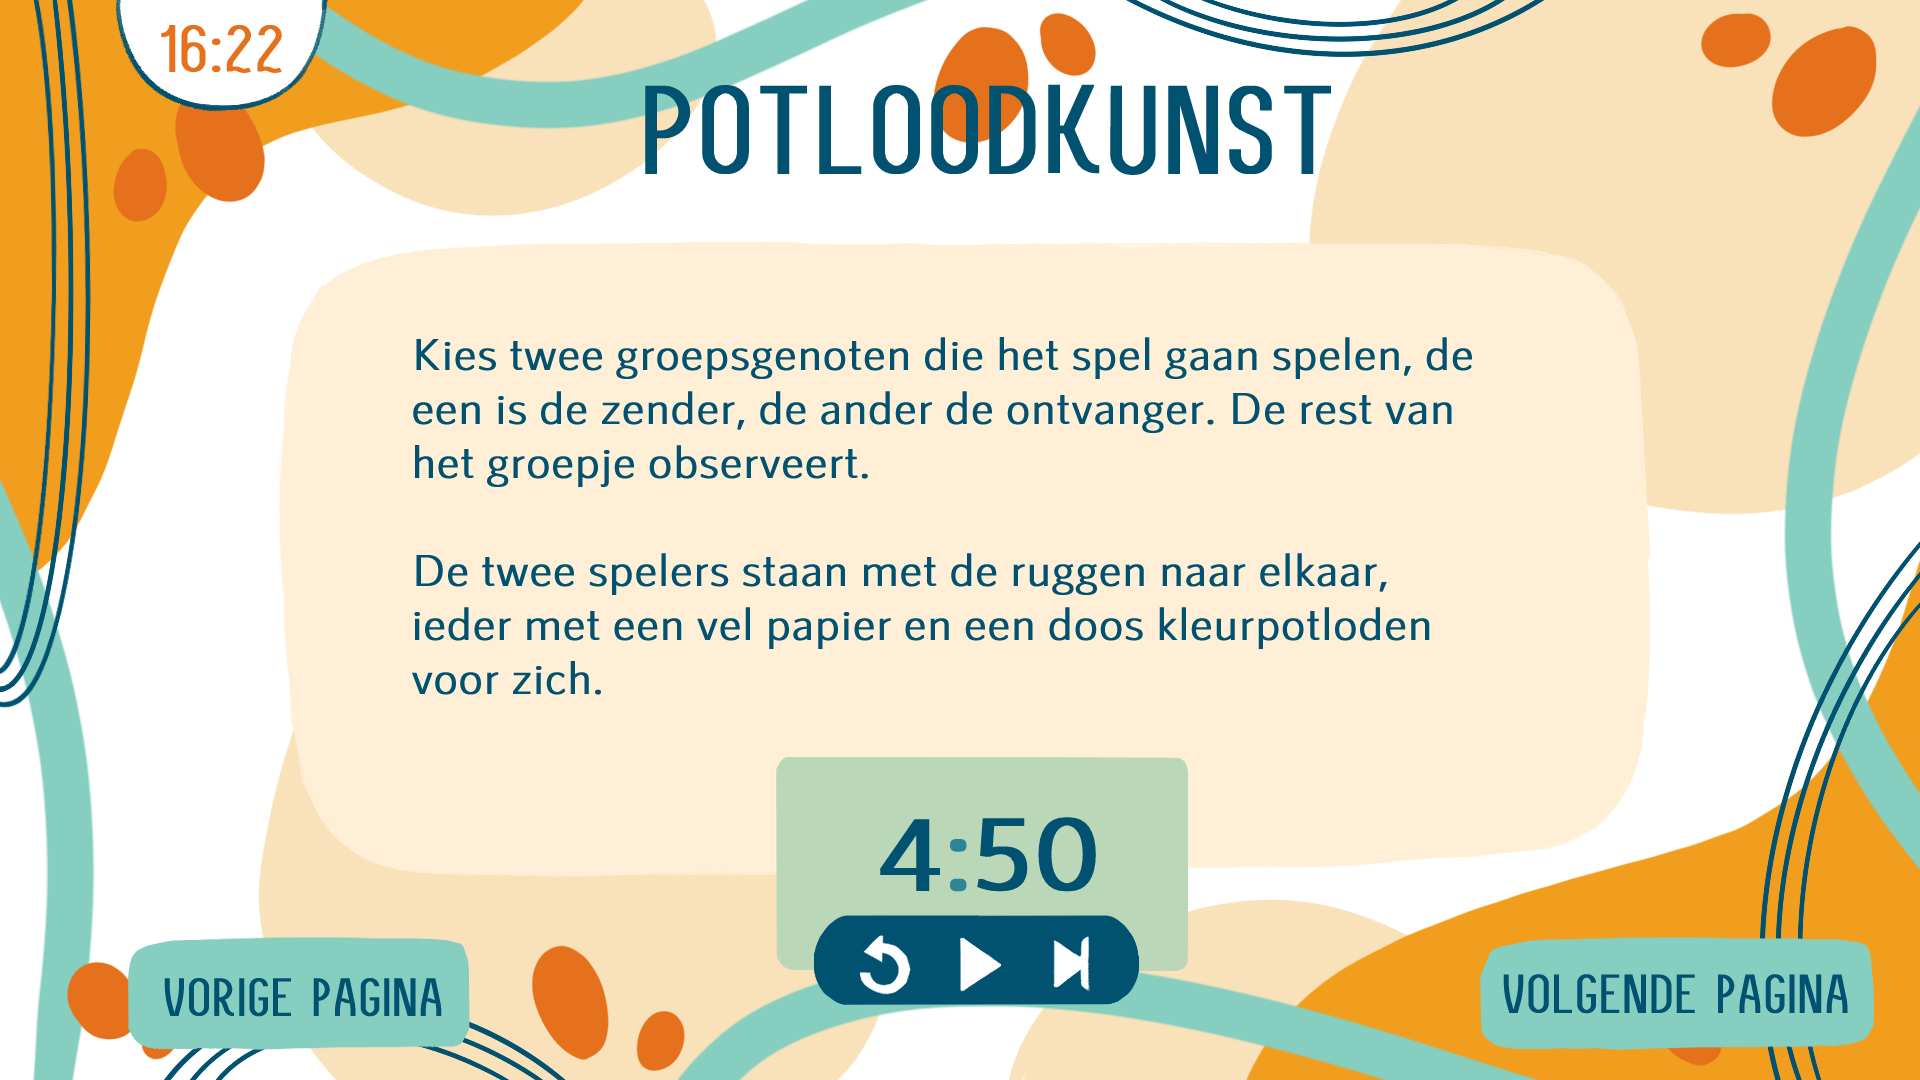 16:22
POTLOODKUNST
Kies twee groepsgenoten die het spel gaan spelen, de
een is de zender, de ander de ontvanger. De rest van
het groepje observeert.
De twee spelers staan met de ruggen naar elkaar,
ieder met een vel papier en een doos kleurpotloden
voor zich.
4:50
VORIGE PAGINA
VOLGENDE PAGINA